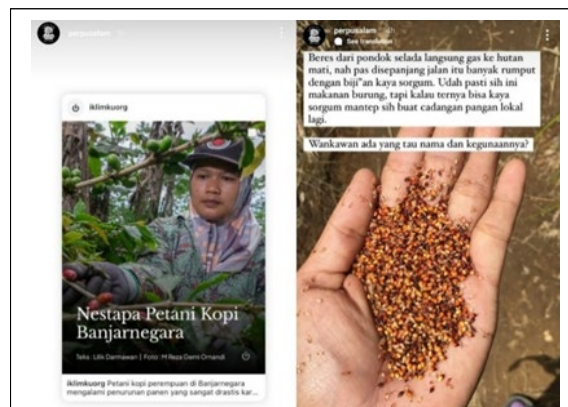 perpusalam
iklimkuorg
Nestapa Petani Kopi
Banjarnegara
Teks : Lilik Darmawan | Foto : M Reza Demi Omandi
iklimkuorg Petani kopi perempuan di Banjarnegara
mengalami penurunan panen yang sangat drastis kar...
perpusalam
See translation
Beres dari pondok selada langsung gas ke hutan
mati, nah pas disepanjang jalan itu banyak rumput
dengan biji"an kaya sorgum. Udah pasti sih ini
makanan burung, tapi kalau ternya bisa kaya
sorgum mantep sih buat cadangan pangan lokal
lagi.
Wankawan ada yang tau nama dan kegunaannya?